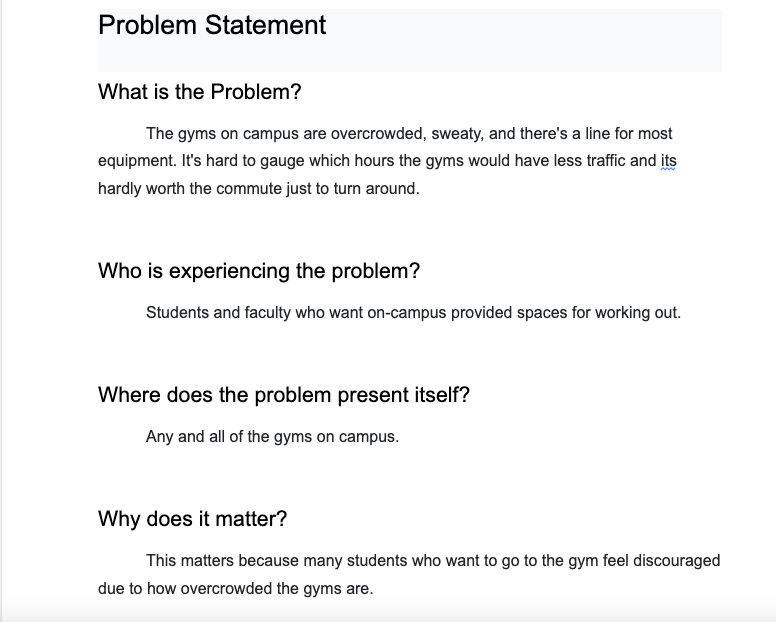 Problem Statement
What is the Problem?
The gyms on campus are overcrowded, sweaty, and there's a line for most
equipment. It's hard to gauge which hours the gyms would have less traffic and its
hardly worth the commute just to turn around.
Who is experiencing the problem?
Students and faculty who want on-campus provided spaces for working out.
Where does the problem present itself?
Any and all of the gyms on campus.
Why does it matter?
This matters because many students who want to go to the gym feel discouraged
due to how overcrowded the gyms are.